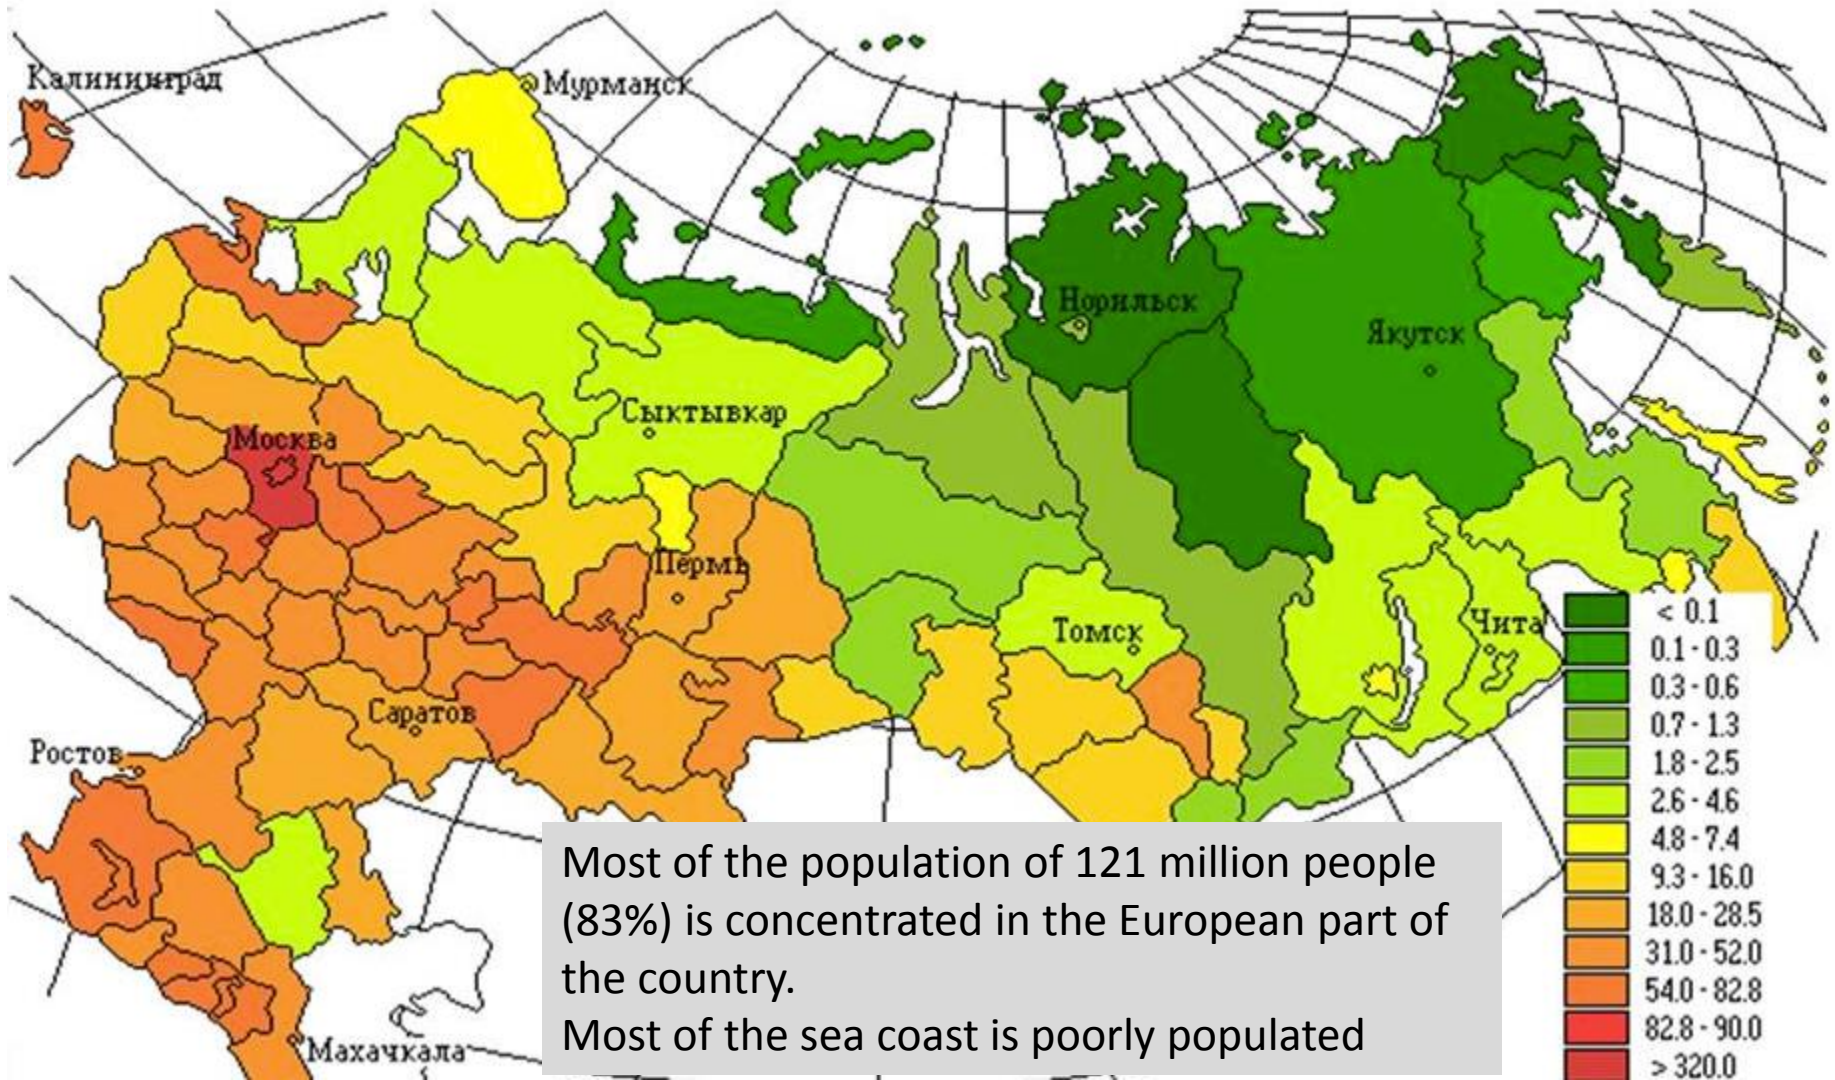 Калининград
Мурманск
Норильск
Якутск
Сыктывкар
Москва
Пермь
Томск
Чита
Саратов
Ростов
Махачкала
< 0.1
0.1 - 0.3
0.3 - 0.6
0.7 - 1.3
1.8 - 2.5
2.6 - 4.6
4.8 - 7.4
9.3 - 16.0
18.0 - 28.5
31.0 - 52.0
54.0 - 82.8
82.8 - 90.0
> 320.0
Most of the population of 121 million people
(83%) is concentrated in the European part of
the country.
Most of the sea coast is poorly populated